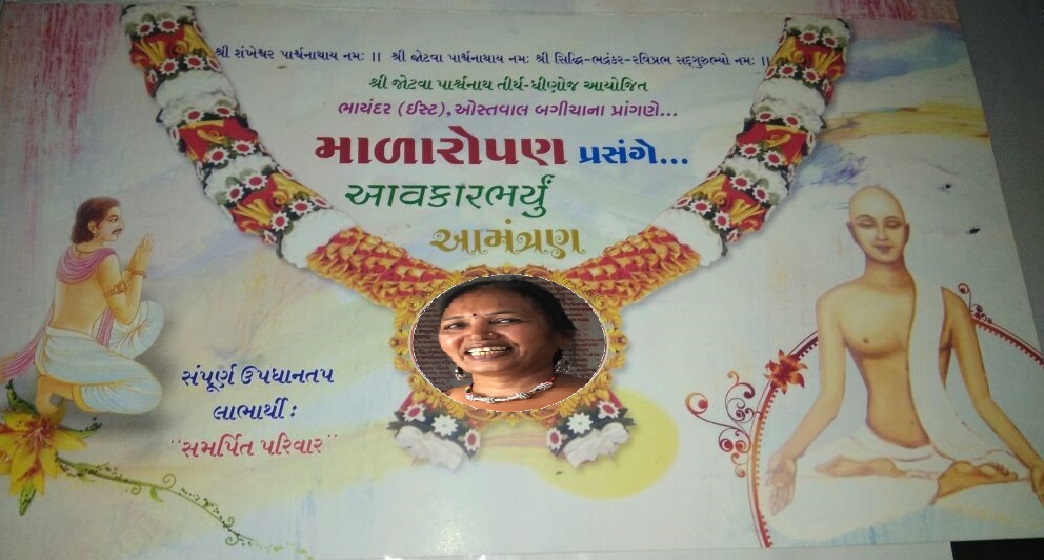 શ્રી શંખેશ્વર પાર્શ્વનાથાય નમઃ ।। શ્રી જોટવા પાર્શ્વનાથાય નમઃ શ્રી સિદ્ધિ-ભદ્રંકર-રવિપ્રભ સદ્ગુરુભ્યો નમઃ ।।
શ્રી જોટવા પાર્શ્વનાથ તીર્થ-ધીણોજ આયોજિત
ભાયંદર (ઈસ્ટ), ઓસ્તવાલ બગીચાના પ્રાંગણે...
માળારોપણ પ્રસંગે...
આવકારભર્યું
આમંત્રણ
સંપૂર્ણ ઉપધાનતપ
લાભાર્થી :
"સમર્પિત પરિવાર"